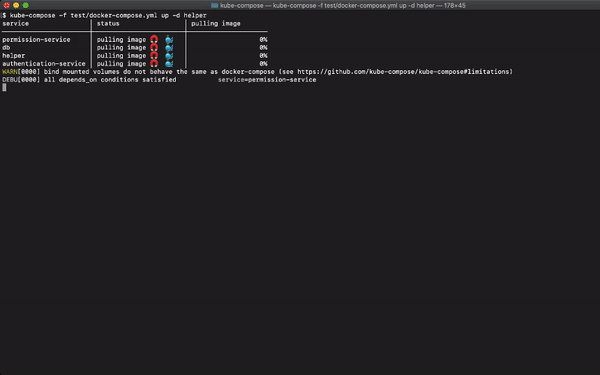 kube-compose — kube-compose -f test/docker-compose.yml up -d helper — 178×45
$ kube-compose -f test/docker-compose.yml up -d helper
service | status | pulling image
permission-service | pulling image 🧲 🐳 | 0%
db | pulling image 🧲 🐳 | 0%
helper | pulling image 🧲 🐳 | 0%
authentication-service | pulling image 🧲 🐳 | 0%
WARN[0000] bind mounted volumes do not behave the same as docker-compose (see https://github.com/kube-compose/kube-compose#limitations)
DEBU[0000] all depends_on conditions satisfied service=permission-service